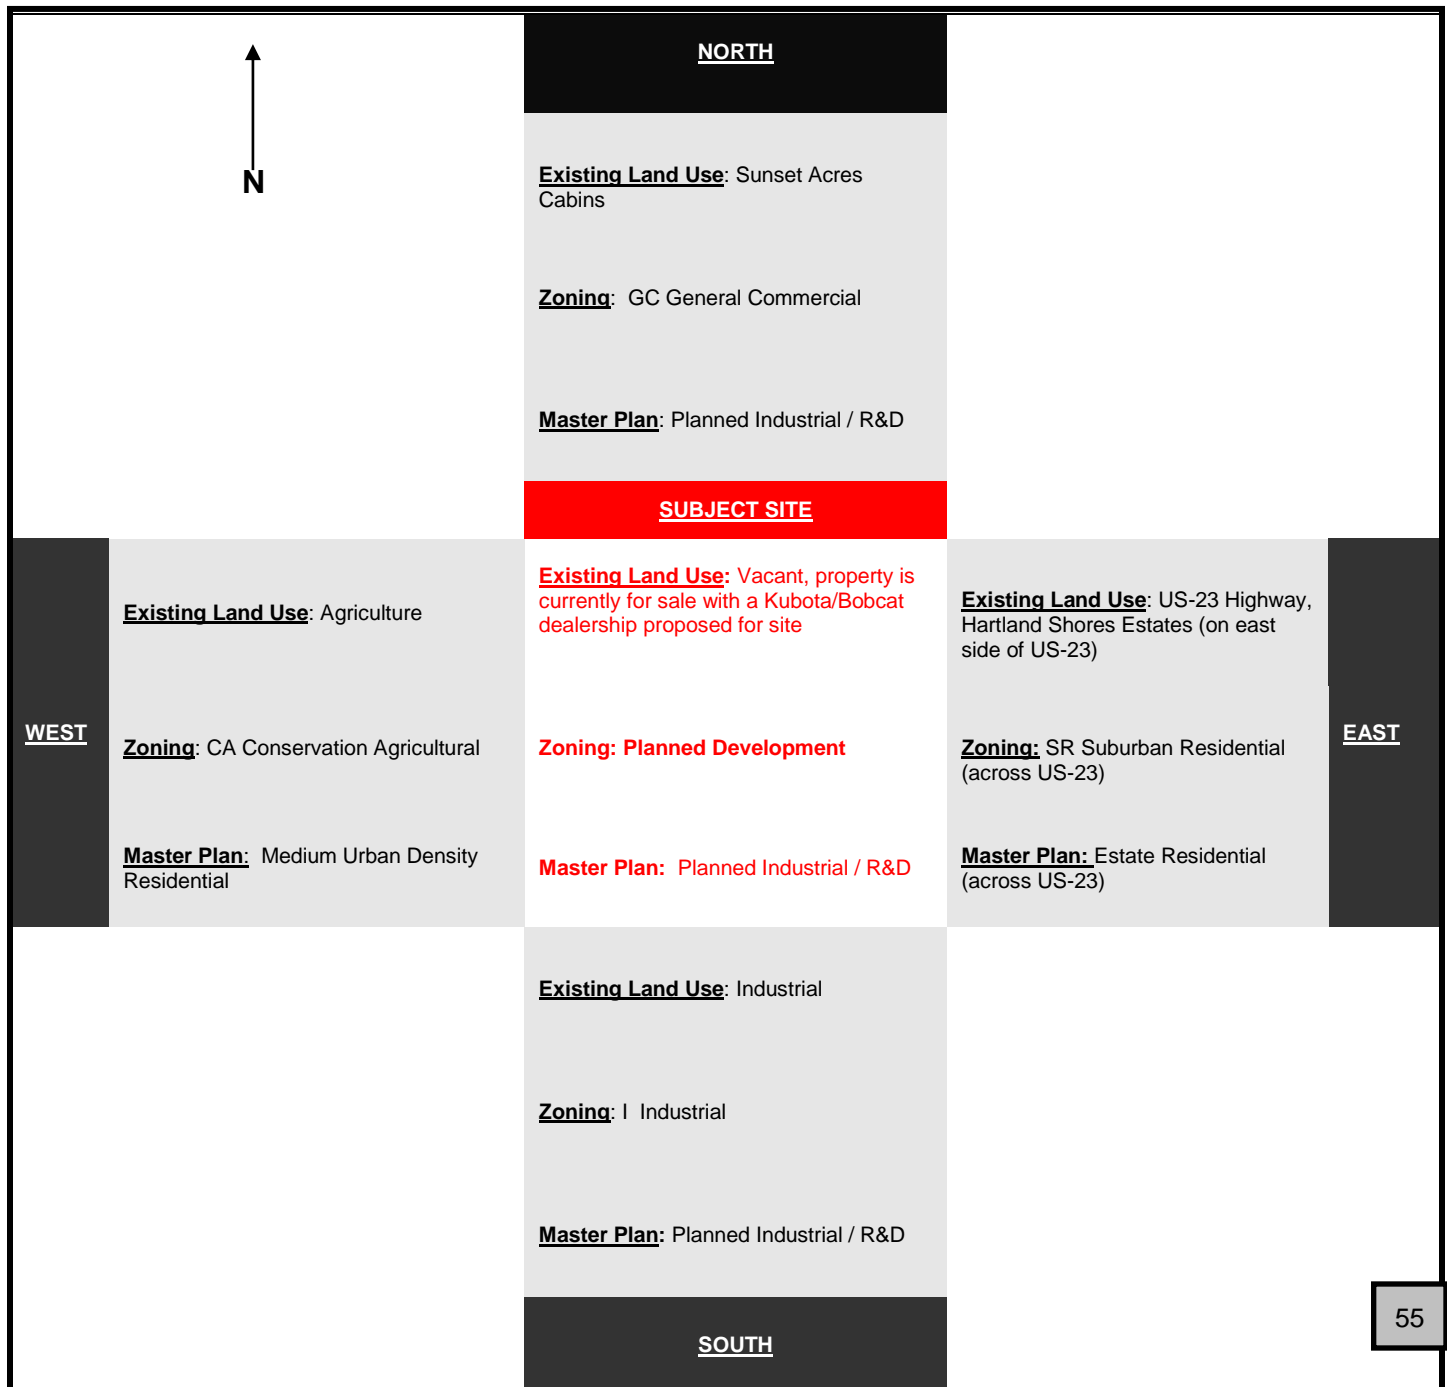 NORTH
N
Existing Land Use: Sunset Acres
Cabins
Zoning:  GC General Commercial
Master Plan: Planned Industrial / R&D
SUBJECT SITE
WEST
Existing Land Use: Agriculture
Zoning: CA Conservation Agricultural
Master Plan:  Medium Urban Density
Residential
Existing Land Use: Vacant, property is
currently for sale with a Kubota/Bobcat
dealership proposed for site
Zoning: Planned Development
Master Plan:  Planned Industrial / R&D
Existing Land Use: US-23 Highway,
Hartland Shores Estates (on east
side of US-23)
Zoning: SR Suburban Residential
(across US-23)
Master Plan: Estate Residential
(across US-23)
EAST
Existing Land Use: Industrial
Zoning: I  Industrial
Master Plan: Planned Industrial / R&D
SOUTH
55